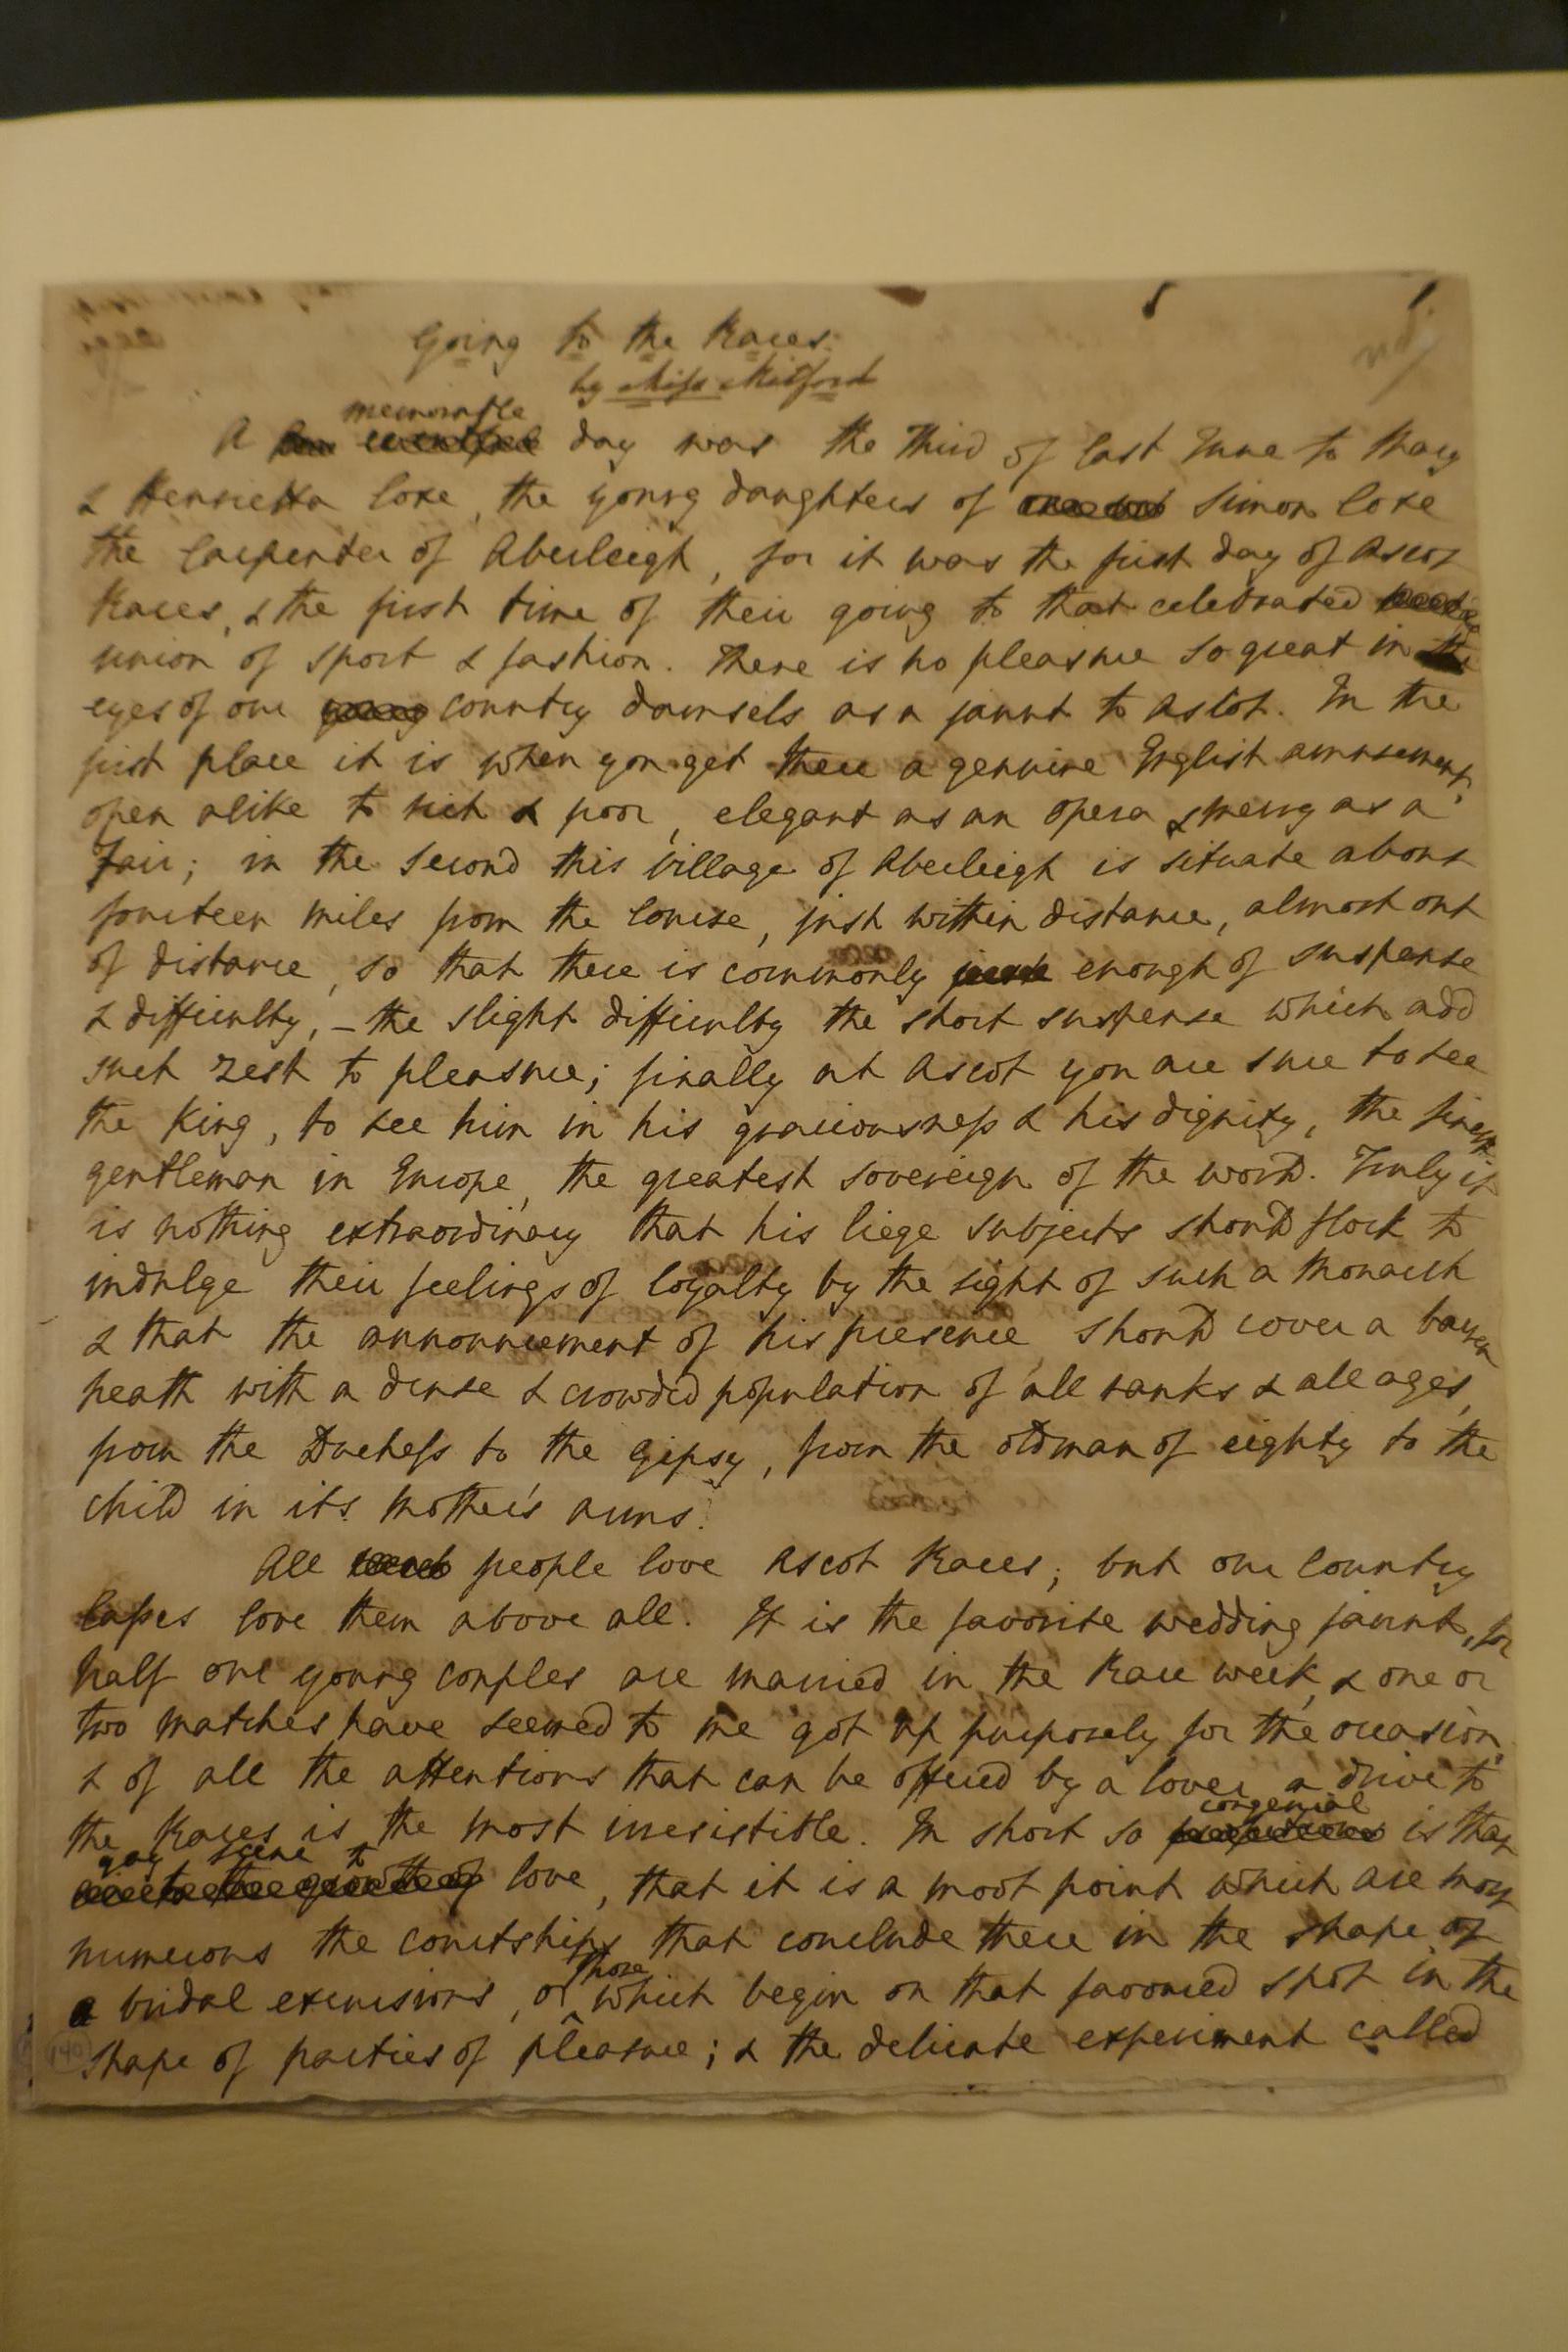 Going to the Races.
by Miss Mitford
memorable
A day was the third of last June to Mary
& Henrietta Coxe, the young daughters of Simon Coxe
the Carpenter of Aberleigh, for it was the first day of Ascot
Races, & the first time of their going to that celebrated
union of sport & fashion. There is no pleasure so great in the
eyes of our young country damsels as a jaunt to Ascot. In the
first place it is when you get there a genuine English amusement,
open alike to rich & poor, elegant as an opera & merry as a
Fair; in the second this village of Aberleigh is situate about
fourteen miles from the Course, just within distance, almost out
of distance, so that there is commonly just enough of suspense
& difficulty, – the slight difficulty the short suspense which add
such zest to pleasure; finally at Ascot you are sure to see
the King, to see him in his graciousness & his dignity, the finest
gentleman in Europe, the greatest sovereign of the world. Truly it
is nothing extraordinary that his liege subjects should flock to
indulge their feelings of loyalty by the sight of such a Monarch
& that the announcement of his presence should cover a barren
heath with a dense & crowded population of all ranks & all ages,
from the Duchess to the gipsy, from the old man of eighty to the
child in its mother's arms.
All people love Ascot Races; but our Country
lasses love them above all. It is the favorite wedding jaunt, for
half our young couples are married in the Race week, & one or
two matches have seemed to me got up purposely for the occasion,
& of all the attentions that can be offered by a lover a drive to
the Races is the most irresistible. In short so congenial is that
gay scene to
love, that it is a moot point which are most
numerous the courtships that conclude there in the shape of
bridal excursions, or those which begin on that favoured spot in the
shape of parties of pleasure; & the delicate experiment called